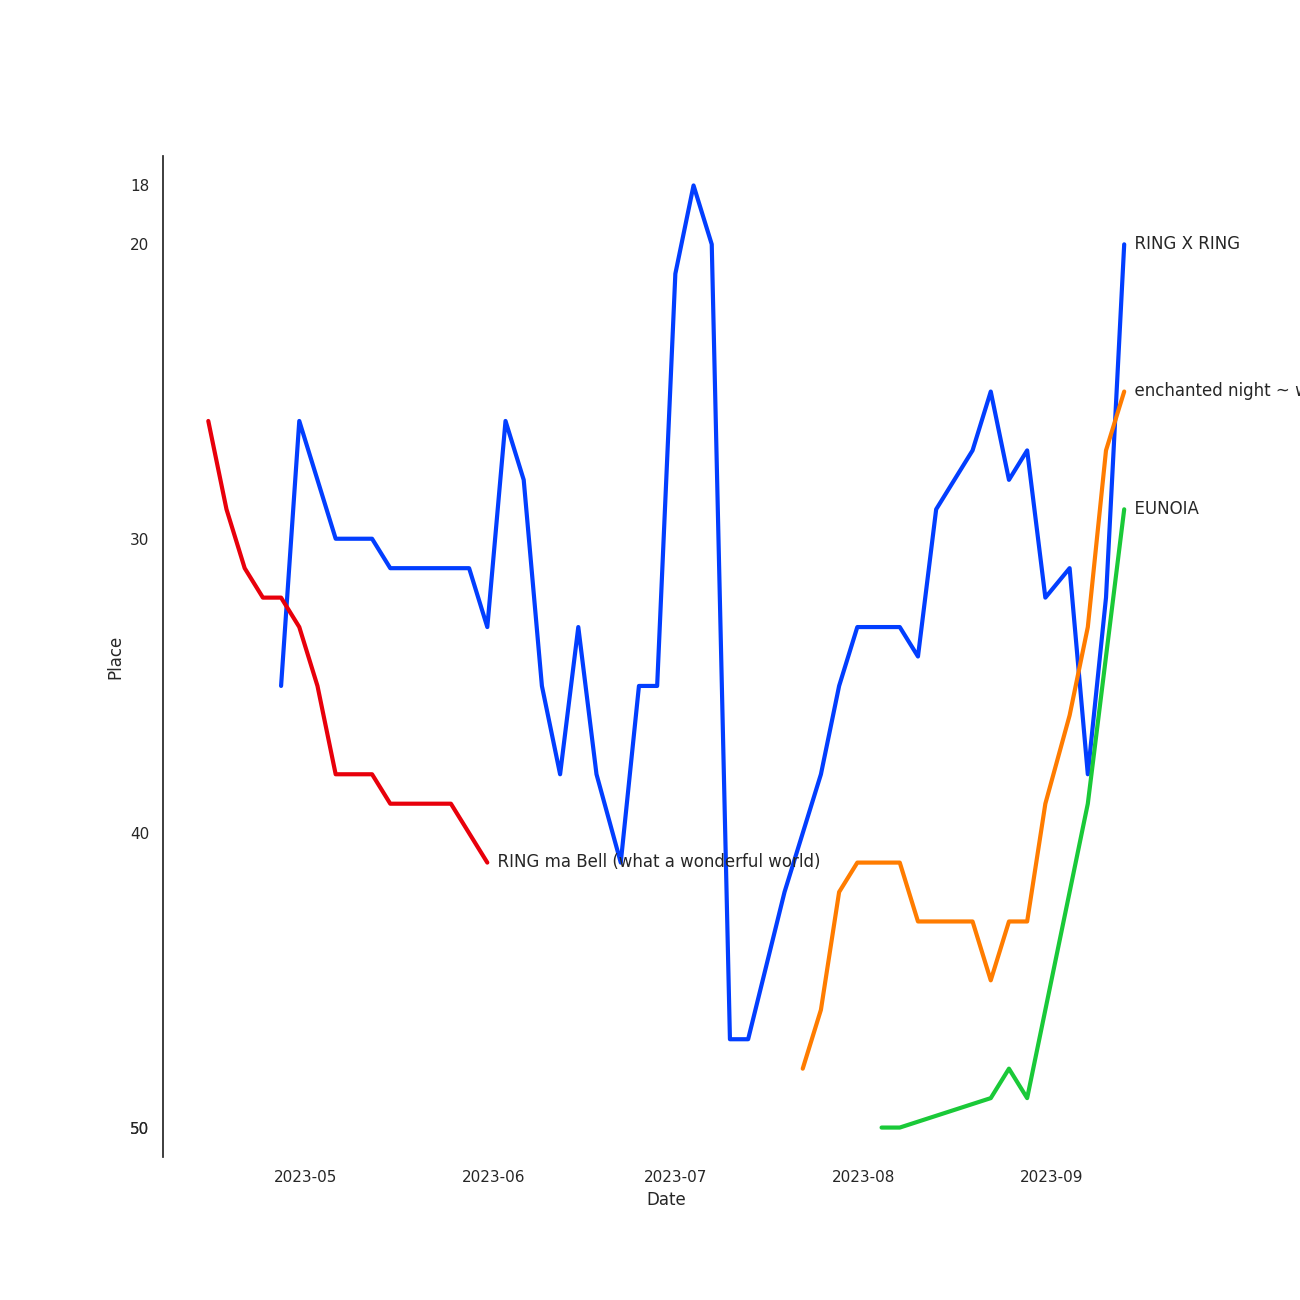 18
20
RING X RING
enchanted night ~
EUNOIA
30
Place
40
RING ma Bell (what a wonderful world)
50
2023-05
2023-06
2023-07
2023-08
2023-09
Date